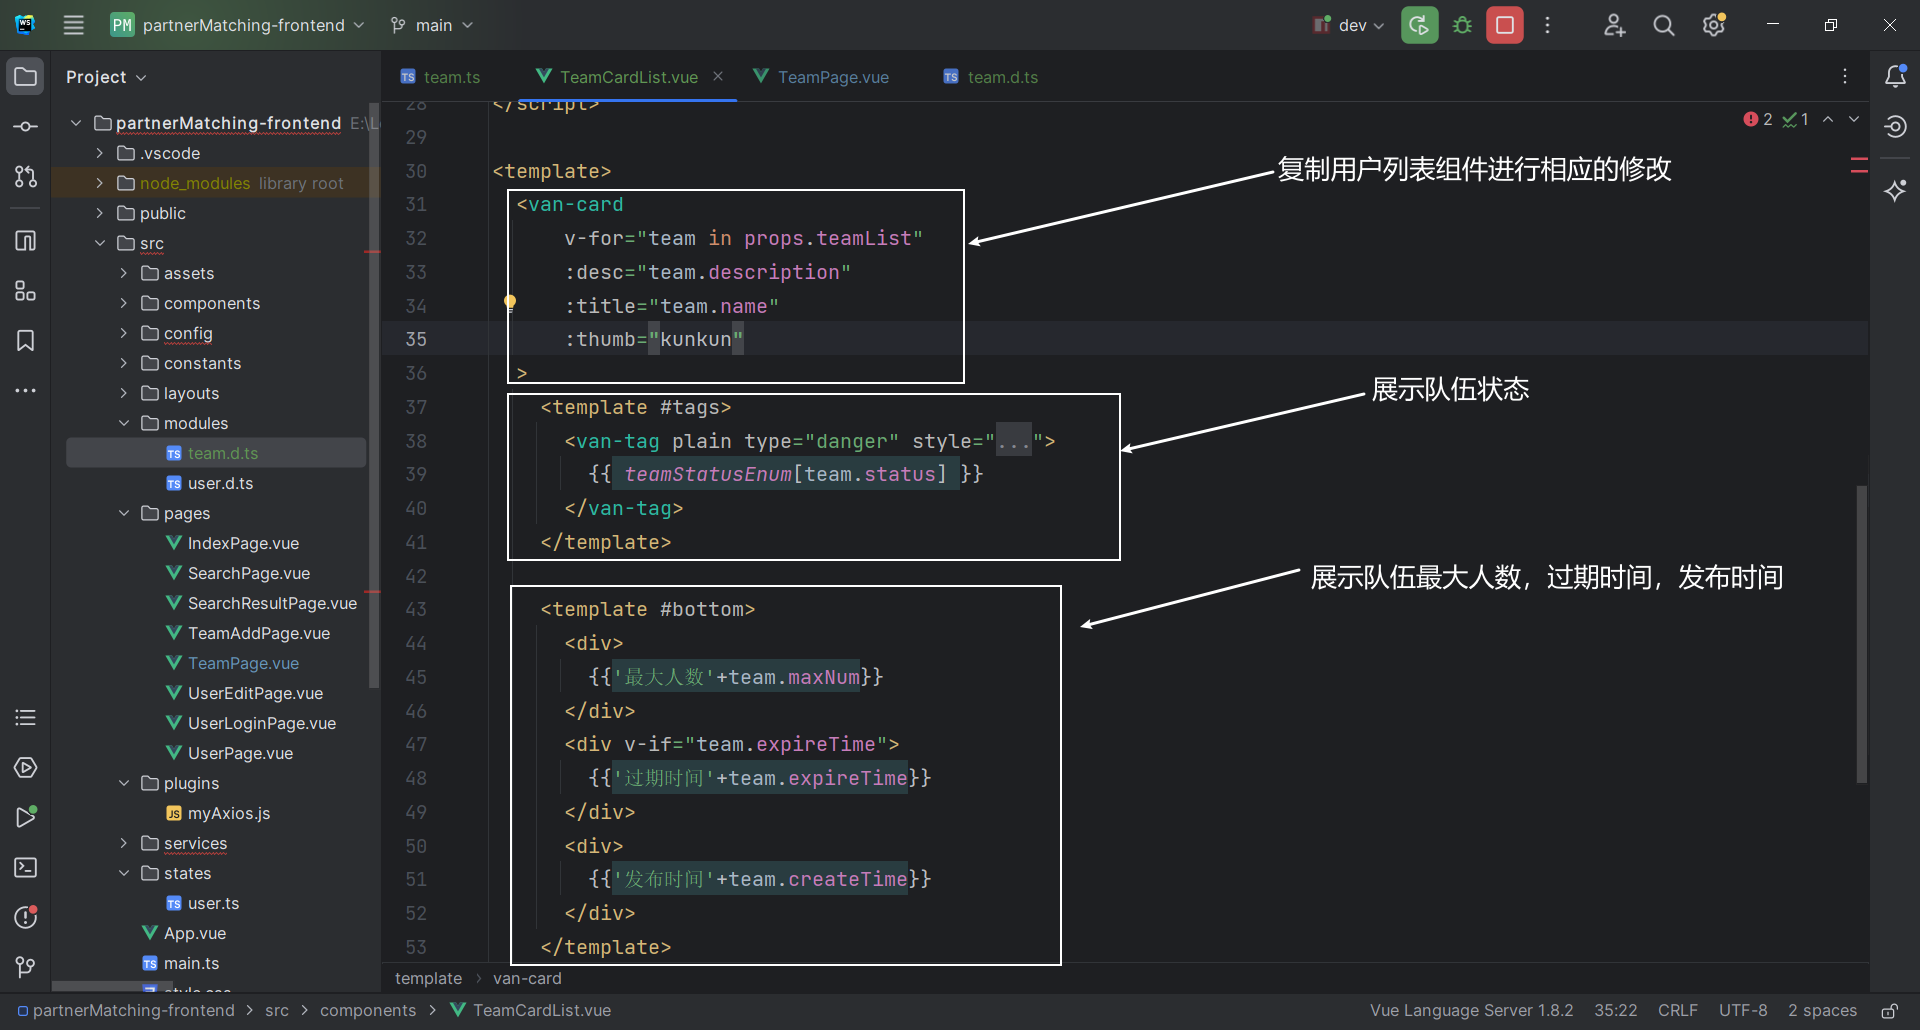 PM partnerMatching-frontend main dev
Project
team.ts TeamCardList.vue TeamPage.vue team.d.ts
partnerMatching-frontend
.vscode
node_modules library root
public
src
assets
components
config
constants
layouts
modules
team.d.ts
user.d.ts
pages
IndexPage.vue
SearchPage.vue
SearchResultPage.vue
TeamAddPage.vue
TeamPage.vue
UserEditPage.vue
UserLoginPage.vue
UserPage.vue
plugins
myAxios.js
services
states
user.ts
App.vue
main.ts
style.css
2 1
28 </script>
29
30 <template>
31 <van-card
32 v-for="team in props.teamList"
33 :desc="team.description"
34 :title="team.name"
35 :thumb="kunkun"
36 >
37 <template #tags>
38 <van-tag plain type="danger" style="...">
39 {{ teamStatusEnum[team.status] }}
40 </van-tag>
41 </template>
42
43 <template #bottom>
44 <div>
45 {{'最大人数'+team.maxNum}}
46 </div>
47 <div v-if="team.expireTime">
48 {{'过期时间'+team.expireTime}}
49 </div>
50 <div>
51 {{'发布时间'+team.createTime}}
52 </div>
53 </template>
复制用户列表组件进行相应的修改
展示队伍状态
展示队伍最大人数，过期时间，发布时间
template > van-card
partnerMatching-frontend > src > components > TeamCardList.vue
Vue Language Server 1.8.2 35:22 CRLF UTF-8 2 spaces